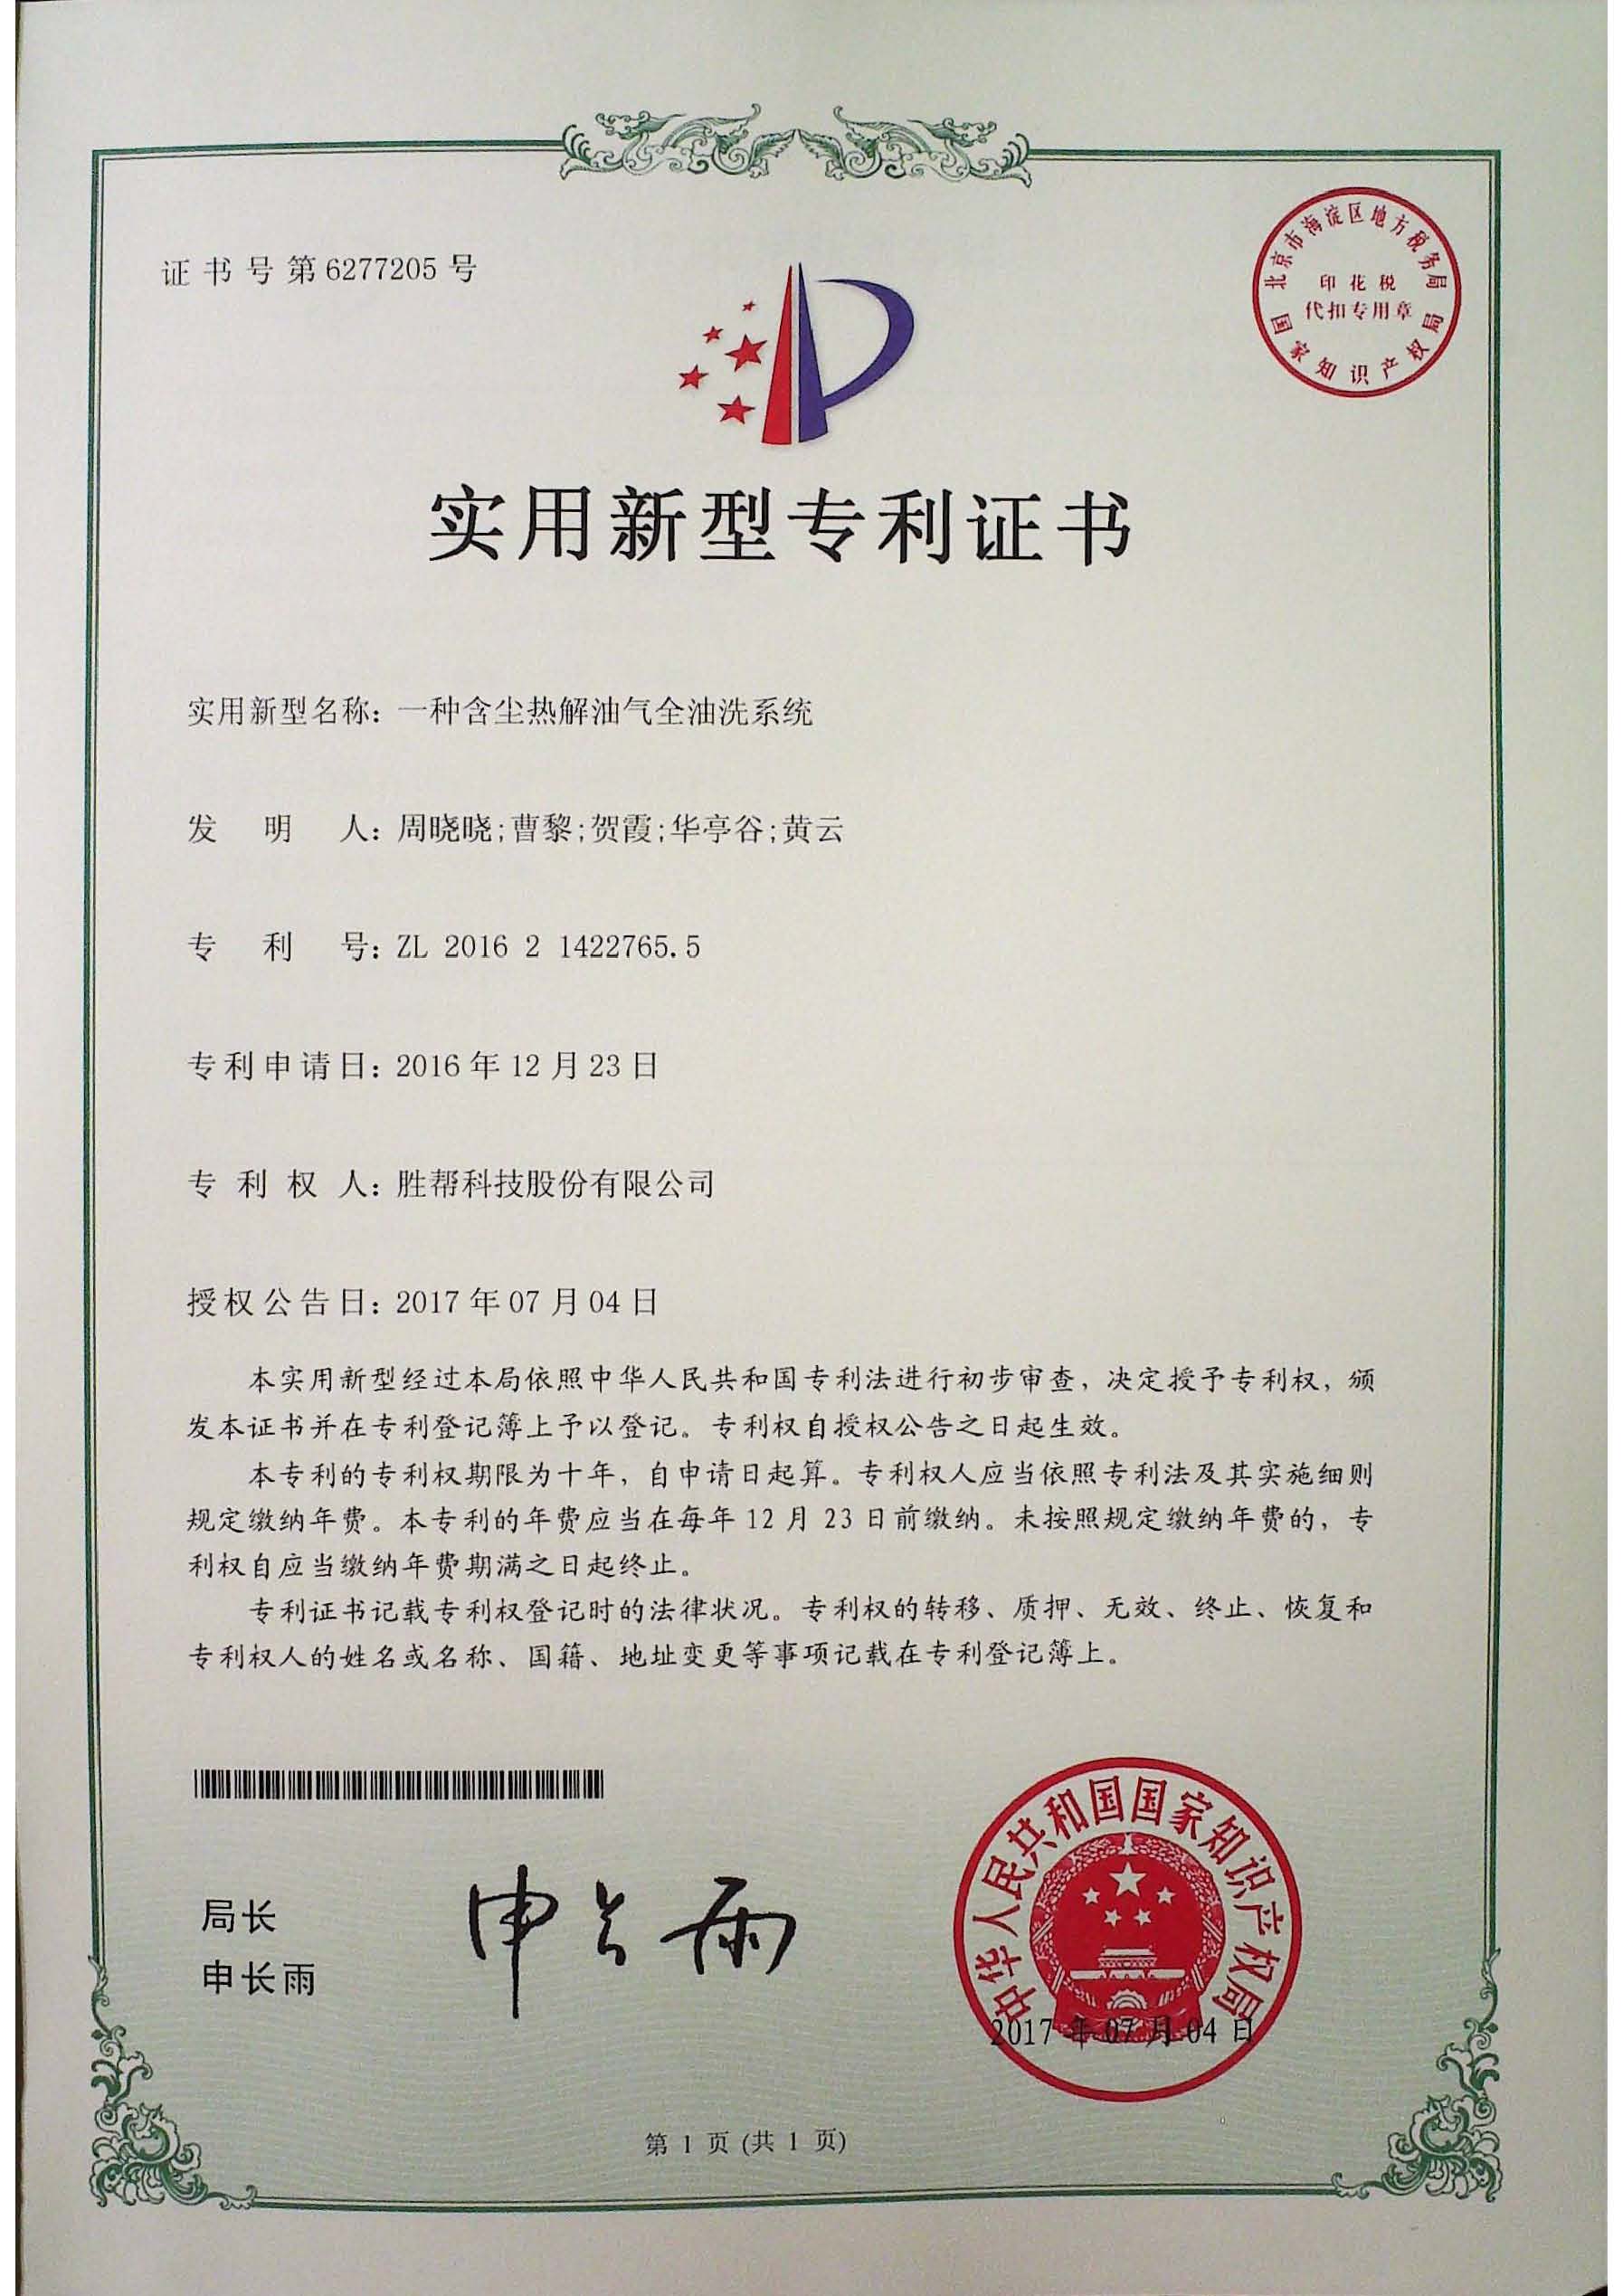 证书号第6277205号
北京市海淀区地方税务局
印花税
代扣专用章
国家知识产权局
实用新型专利证书
实用新型名称：一种含尘热解油气全油洗系统
发明人：周晓晓;曹黎;贺霞;华亭谷;黄云
专利号：ZL 2016 2 1422765.5
专利申请日：2016年12月23日
专利权人：胜帮科技股份有限公司
授权公告日：2017年07月04日
本实用新型经过本局依照中华人民共和国专利法进行初步审查，决定授予专利权，颁
发本证书并在专利登记簿上予以登记。专利权自授权公告之日起生效。
本专利的专利权期限为十年，自申请日起算。专利权人应当依照专利法及其实施细则
规定缴纳年费。本专利的年费应当在每年12月23日前缴纳。未按照规定缴纳年费的，专
利权自应当缴纳年费期满之日起终止。
专利证书记载专利权登记时的法律状况。专利权的转移、质押、无效、终止、恢复和
专利权人的姓名或名称、国籍、地址变更等事项记载在专利登记簿上。
局长
申长雨
申长雨
中华人民共和国国家知识产权局
2017年07月04日
第1页(共1页)